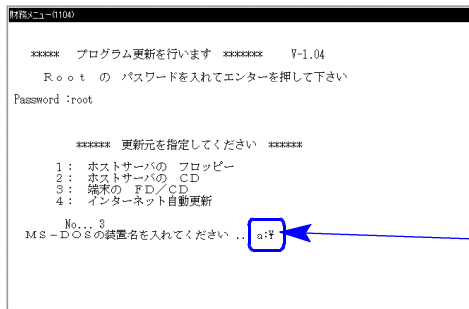 財務メニュー(1104)
***** プログラム更新を行います ******* V-1.04
Ｒｏｏｔ の パスワードを入れてエンターを押して下さい
Password :root
****** 更新元を指定してください ******
１： ホストサーバの フロッピー
２： ホストサーバの ＣＤ
３： 端末の ＦＤ／ＣＤ
４： インターネット自動更新
No... 3
ＭＳ－ＤＯＳの装置名を入れてください .. a:¥